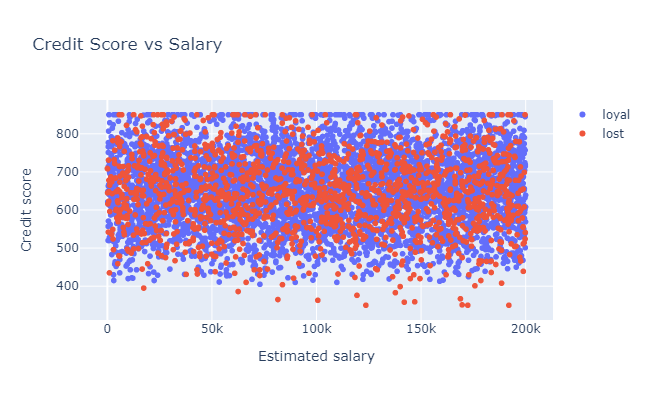 Credit Score vs Salary
loyal
lost
800
700
600
500
400
Credit score
0
50k
100k
150k
200k
Estimated salary